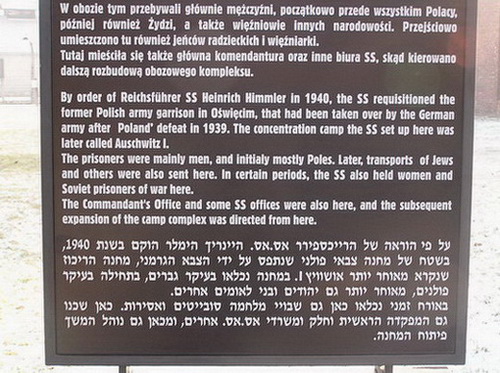 W obozie tym przebywali głównie mężczyźni, początkowo przede wszystkim Polacy,
później również Żydzi, a także więźniowie innych narodowości. Przejściowo
umieszczono tu również jeńców radzieckich i więźniarki.
Tutaj mieściła się także główna komendantura oraz inne biura SS, skąd kierowano
dalszą rozbudową obozowego kompleksu.
By order of Reichsführer SS Heinrich Himmler in 1940, the SS requisitioned the
former Polish army garrison in Oświęcim, that had been taken over by the German
army after Poland' defeat in 1939. The concentration camp the SS set up here was
later called Auschwitz I.
The prisoners were mainly men, and initialy mostly Poles. Later, transports of Jews
and others were also sent here. In certain periods, the SS also held women and
Soviet prisoners of war here.
The Commandant's Office and some SS offices were also here, and the subsequent
expansion of the camp complex was directed from here.
על פי הוראה של הרייכספירר אס.אס. היינריך הימלר הוקם בשנת 1940,
בשטח של מחנה צבאי פולני שנתפס על ידי הצבא הגרמני, מחנה הריכוז
שנקרא מאוחר יותר אושוויץ I. במחנה נכלאו בעיקר גברים, בתחילה בעיקר
פולנים, מאוחר יותר גם יהודים ובני לאומים אחרים.
באורח זמני נכלאו כאן גם שבויי מלחמה סובייטים ואסירות. כאן שכנו
גם המפקדה הראשית וחלק ומשרדי אס.אס. אחרים, ומכאן גם נוהל המשך
פיתוח המחנה.